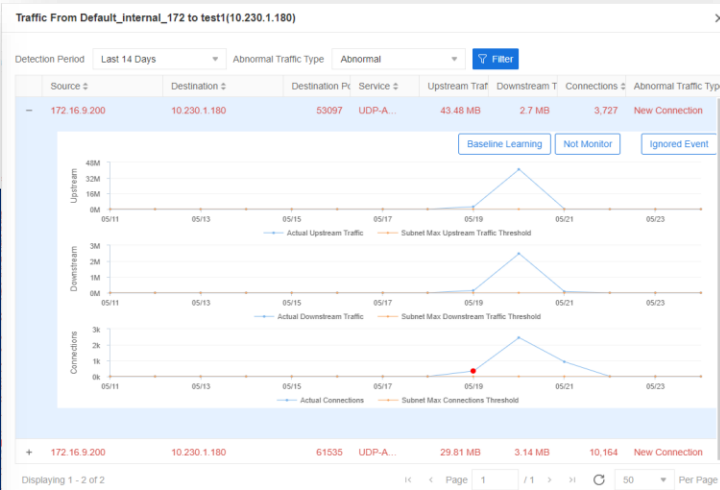 Traffic From Default_internal_172 to test1(10.230.1.180)
Detection Period Last 14 Days Abnormal Traffic Type Abnormal Filter
Source Destination Destination Pc Service Upstream Traf Downstream T Connections Abnormal Traffic Typ
− 172.16.9.200 10.230.1.180 53097 UDP-A... 43.48 MB 2.7 MB 3,727 New Connection
Baseline Learning Not Monitor Ignored Event
Upstream
48M
32M
16M
0M
05/11 05/13 05/15 05/17 05/19 05/21 05/23
Actual Upstream Traffic Subnet Max Upstream Traffic Threshold
Downstream
3M
2M
1M
0M
05/11 05/13 05/15 05/17 05/19 05/21 05/23
Actual Downstream Traffic Subnet Max Downstream Traffic Threshold
Connections
3k
2k
1k
0k
05/11 05/13 05/15 05/17 05/19 05/21 05/23
Actual Connections Subnet Max Connections Threshold
+ 172.16.9.200 10.230.1.180 61535 UDP-A... 29.81 MB 3.14 MB 10,164 New Connection
Displaying 1 - 2 of 2 Page 1 / 1 50 Per Page